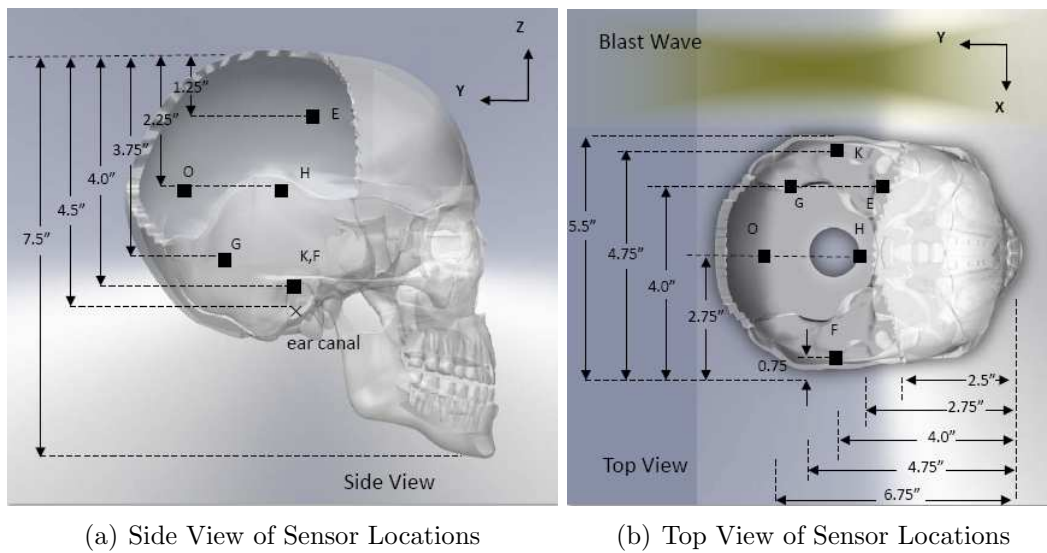 Z
Y
1.25”
E
2.25”
3.75”
O
H
4.0”
4.5”
G
7.5”
K,F
ear canal
Side View
Blast Wave
Y
X
K
G
E
5.5”
O
H
4.75”
4.0”
2.75”
F
0.75
2.5”
2.75”
4.0”
Top View
4.75”
6.75”
(a) Side View of Sensor Locations
(b) Top View of Sensor Locations